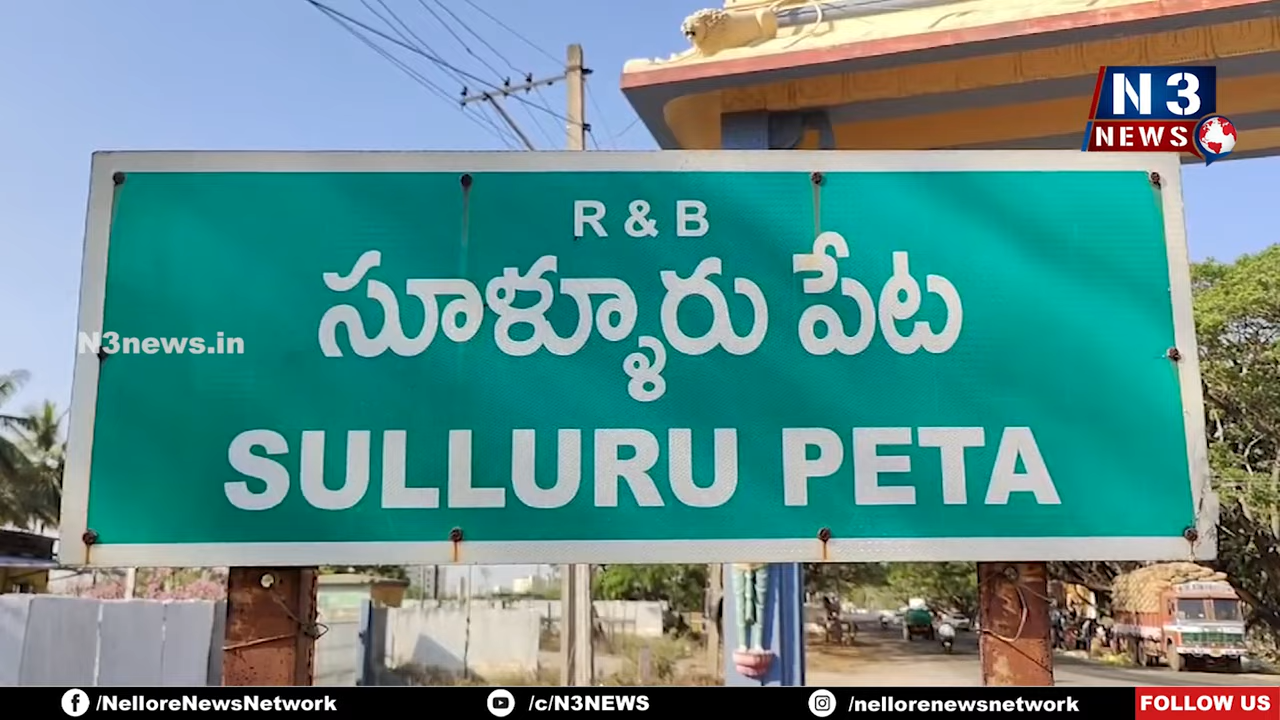 N3
NEWS
R & B
సూళ్ళూరు పేట
N3news.in
SULLURU PETA
/NelloreNewsNetwork
/c/N3NEWS
/nellorenewsnetwork
FOLLOW US